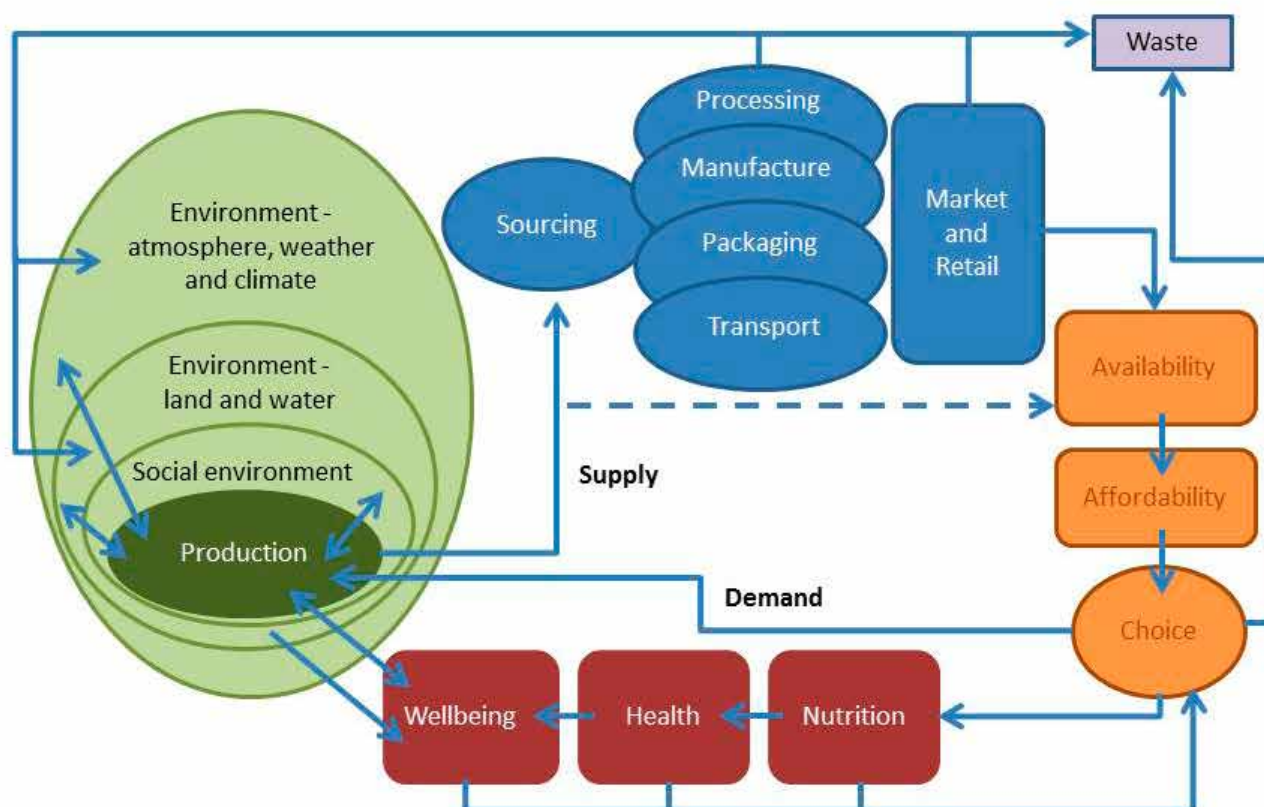 Waste
Processing
Manufacture
Sourcing
Packaging
Transport
Market
and
Retail
Environment -
atmosphere, weather
and climate
Environment -
land and water
Social environment
Production
Supply
Demand
Availability
Affordability
Choice
Wellbeing
Health
Nutrition